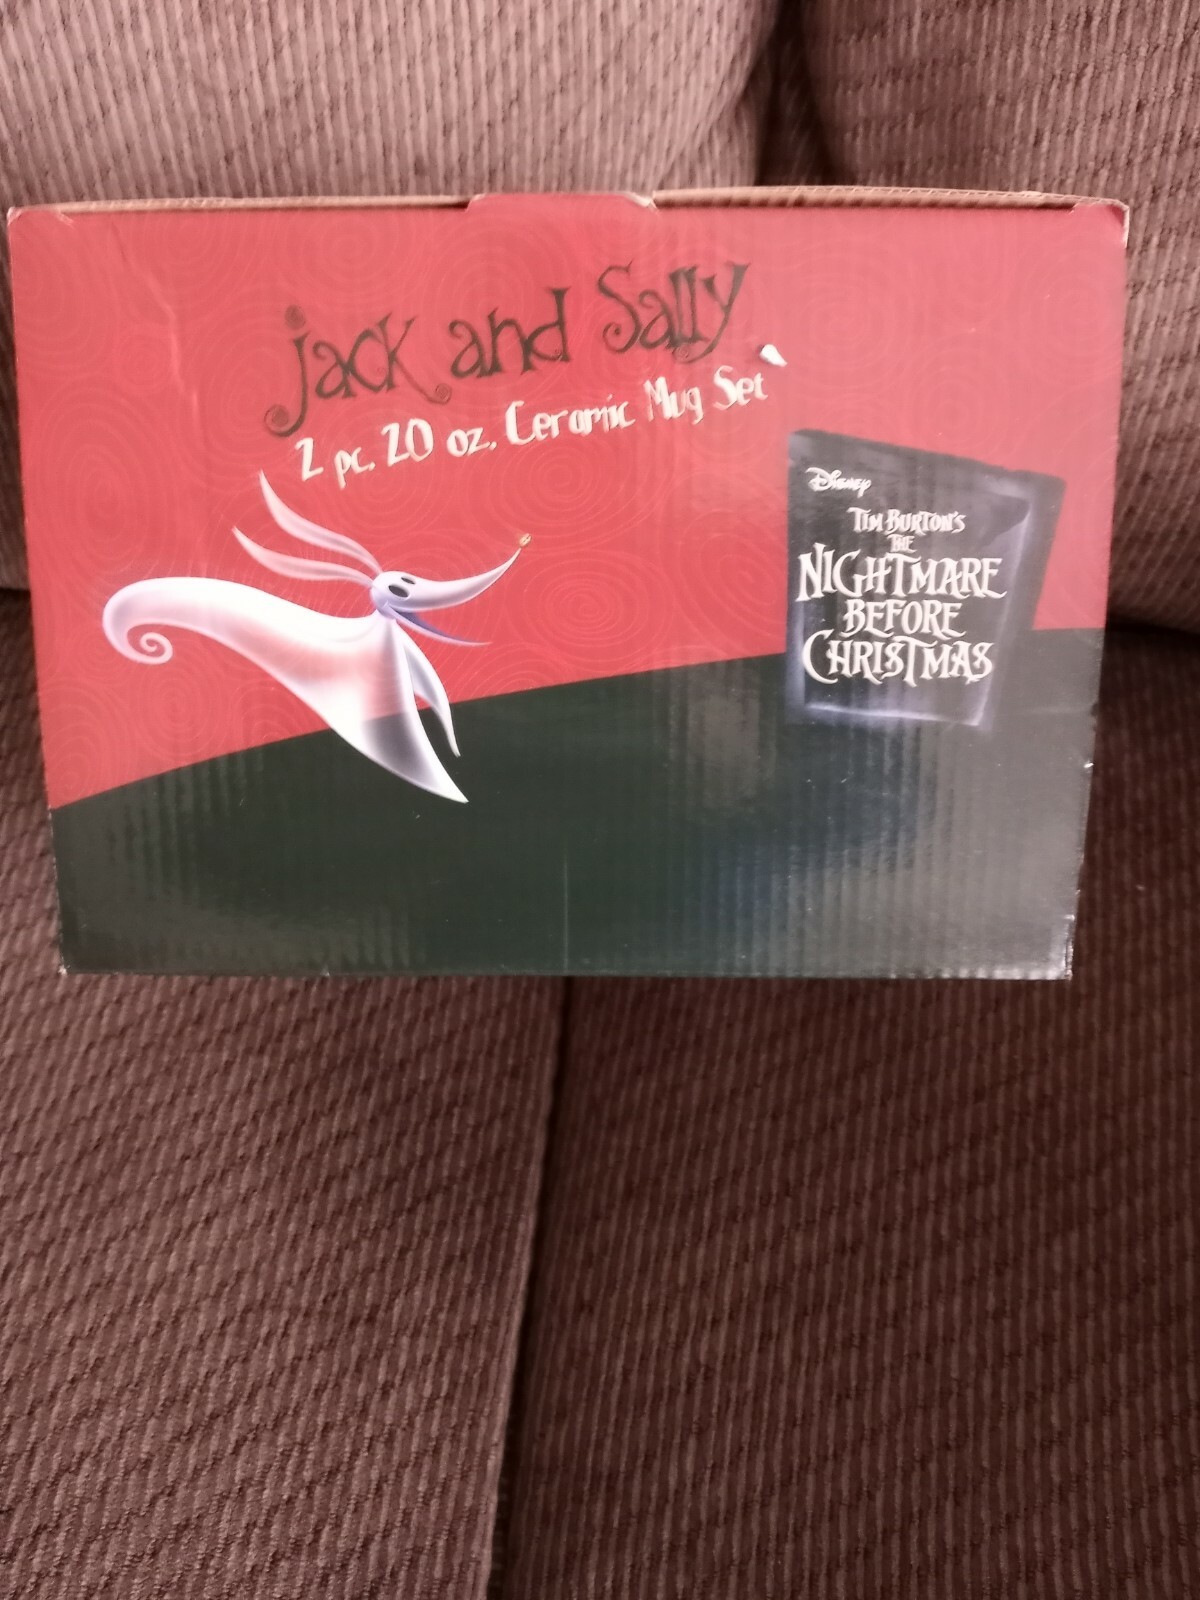 Jack and Sally
2 pc. 20 oz. Ceramic Mug Set
Disney
TIM BURTON'S
THE
NIGHTMARE
BEFORE
CHRISTMAS